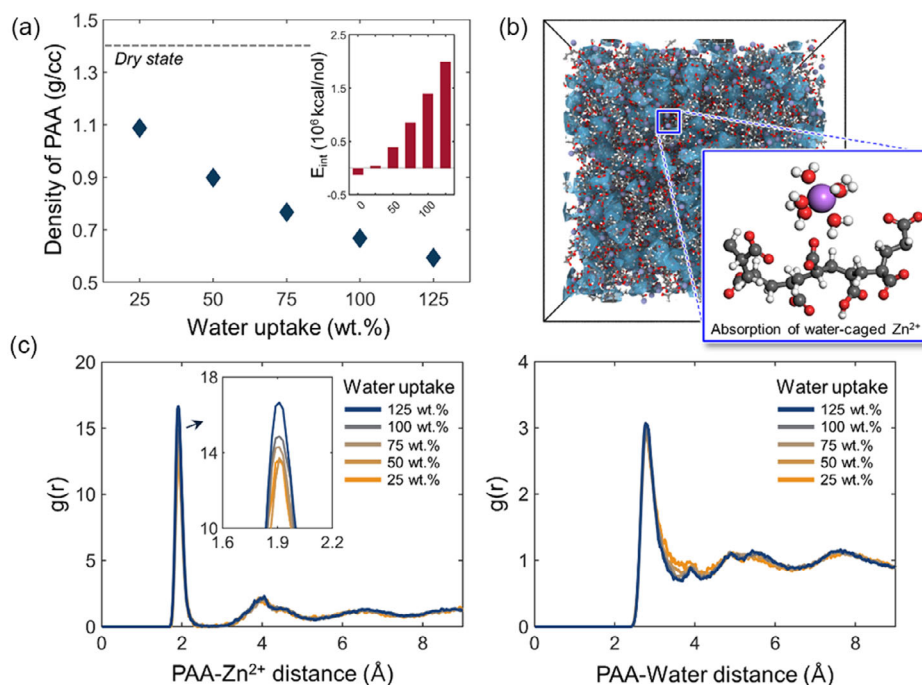 (a)
Density of PAA (g/cc)
1.5
1.3
1.1
0.9
0.7
0.5
Dry state
E_int (10⁶ kcal/nol)
2.5
1.5
0.5
-0.5
0
50
100
25
50
75
100
125
Water uptake (wt.%)
(b)
Absorption of water-caged Zn²⁺
(c)
g(r)
20
15
10
5
0
18
16
14
12
10
1.6
1.9
2.2
Water uptake
125 wt.%
100 wt.%
75 wt.%
50 wt.%
25 wt.%
0
2
4
6
8
PAA-Zn²⁺ distance (Å)
g(r)
4
3
2
1
0
Water uptake
125 wt.%
100 wt.%
75 wt.%
50 wt.%
25 wt.%
0
2
4
6
8
PAA-Water distance (Å)